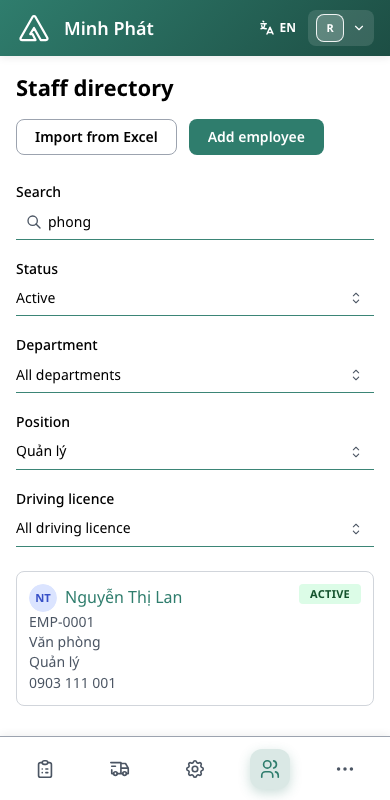 Minh Phát
EN
R
Staff directory
Import from Excel
Add employee
Search
phong
Status
Active
Department
All departments
Position
Quản lý
Driving licence
All driving licence
NT
Nguyễn Thị Lan
ACTIVE
EMP-0001
Văn phòng
Quản lý
0903 111 001